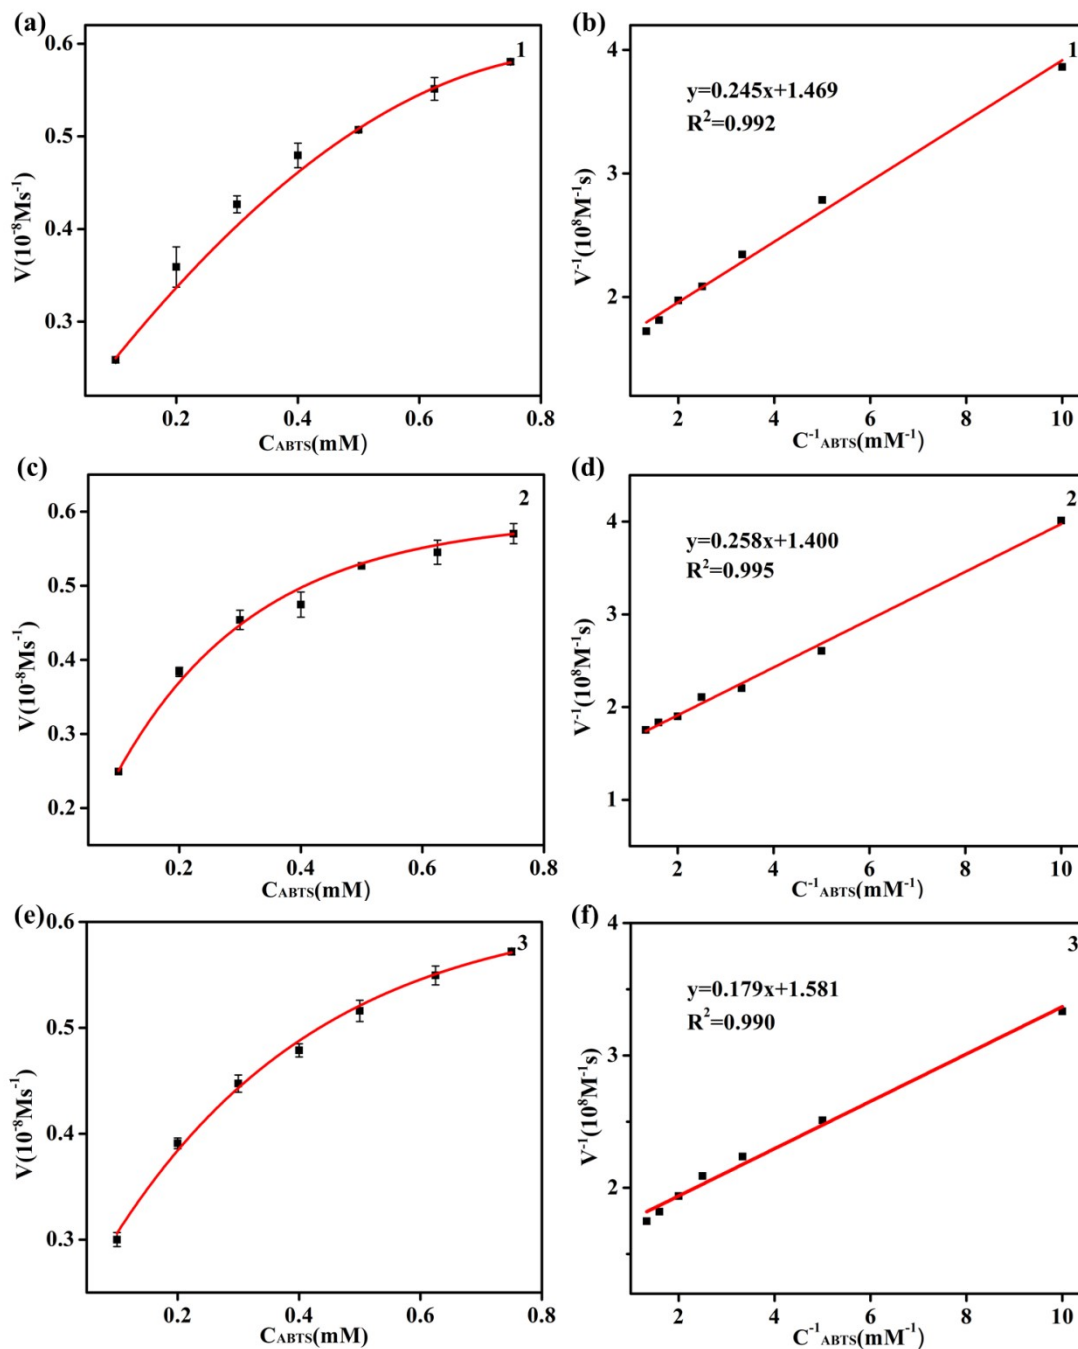 (a)
1
0.6
0.5
0.4
0.3
V(10⁻⁸Ms⁻¹)
0.2 0.4 0.6 0.8
CABTS(mM)
(b)
1
y=0.245x+1.469
R²=0.992
4
3
2
V⁻¹(10⁸M⁻¹s)
2 4 6 8 10
C⁻¹ABTS(mM⁻¹)
(c)
2
0.6
0.5
0.4
0.3
0.2
V(10⁻⁸Ms⁻¹)
0.2 0.4 0.6 0.8
CABTS(mM)
(d)
2
y=0.258x+1.400
R²=0.995
4
3
2
1
V⁻¹(10⁸M⁻¹s)
2 4 6 8 10
C⁻¹ABTS(mM⁻¹)
(e)
3
0.6
0.5
0.4
0.3
V(10⁻⁸Ms⁻¹)
0.2 0.4 0.6 0.8
CABTS(mM)
(f)
3
y=0.179x+1.581
R²=0.990
4
3
2
V⁻¹(10⁸M⁻¹s)
2 4 6 8 10
C⁻¹ABTS(mM⁻¹)